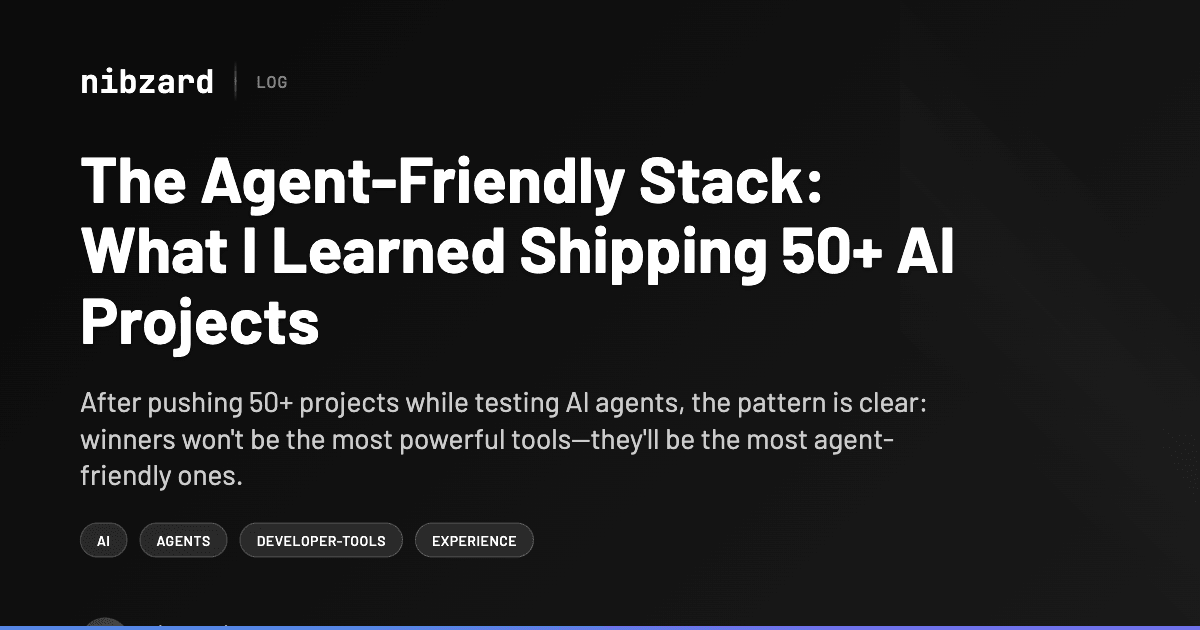 nibzard
LOG
The Agent-Friendly Stack:
What I Learned Shipping 50+ AI
Projects
After pushing 50+ projects while testing AI agents, the pattern is clear:
winners won't be the most powerful tools—they'll be the most agent-
friendly ones.
AI
AGENTS
DEVELOPER-TOOLS
EXPERIENCE